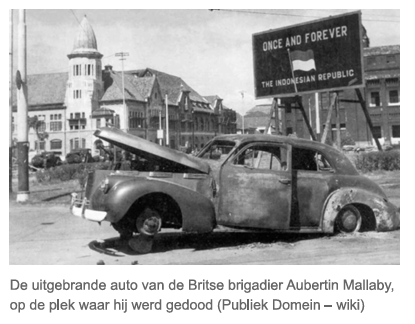 ONCE AND FOREVER
THE INDONESIAN REPUBLIC
De uitgebrande auto van de Britse brigadier Aubertin Mallaby,
op de plek waar hij werd gedood (Publiek Domein – wiki)